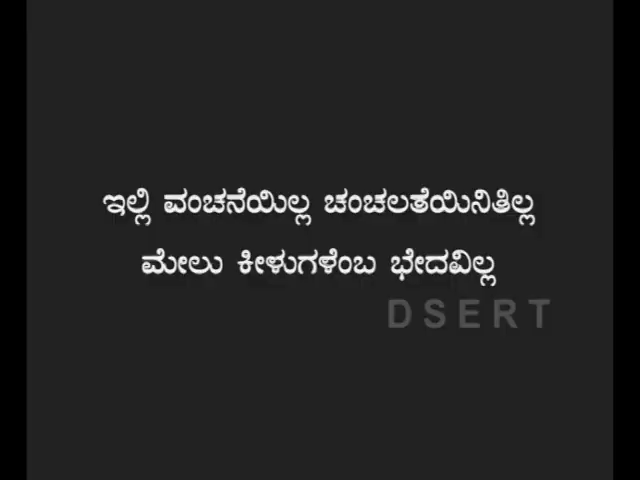 ಇಲ್ಲಿ ವಂಚನೆಯಿಲ್ಲ ಚಂಚಲತೆಯಿನಿತಿಲ್ಲ
ಮೇಲು ಕೀಳುಗಳೆಂಬ ಭೇದವಿಲ್ಲ
DSERT